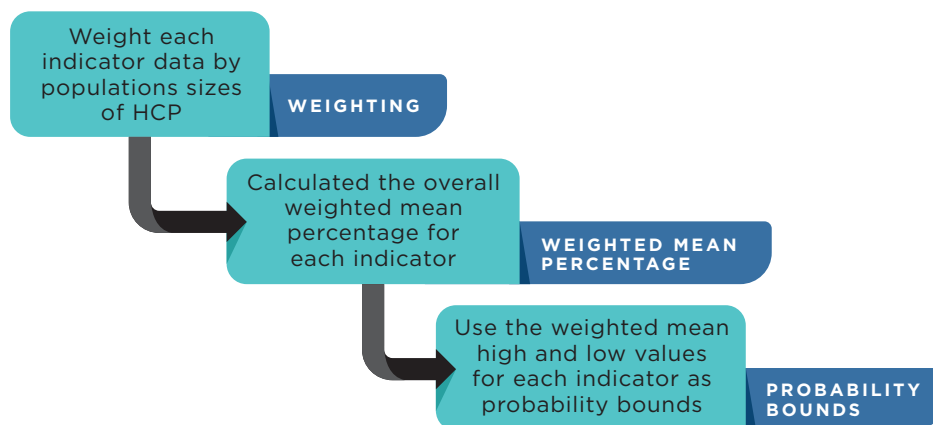 Weight each
indicator data by
populations sizes
of HCP
WEIGHTING
Calculated the overall
weighted mean
percentage for
each indicator
WEIGHTED MEAN
PERCENTAGE
Use the weighted mean
high and low values
for each indicator as
probability bounds
PROBABILITY
BOUNDS